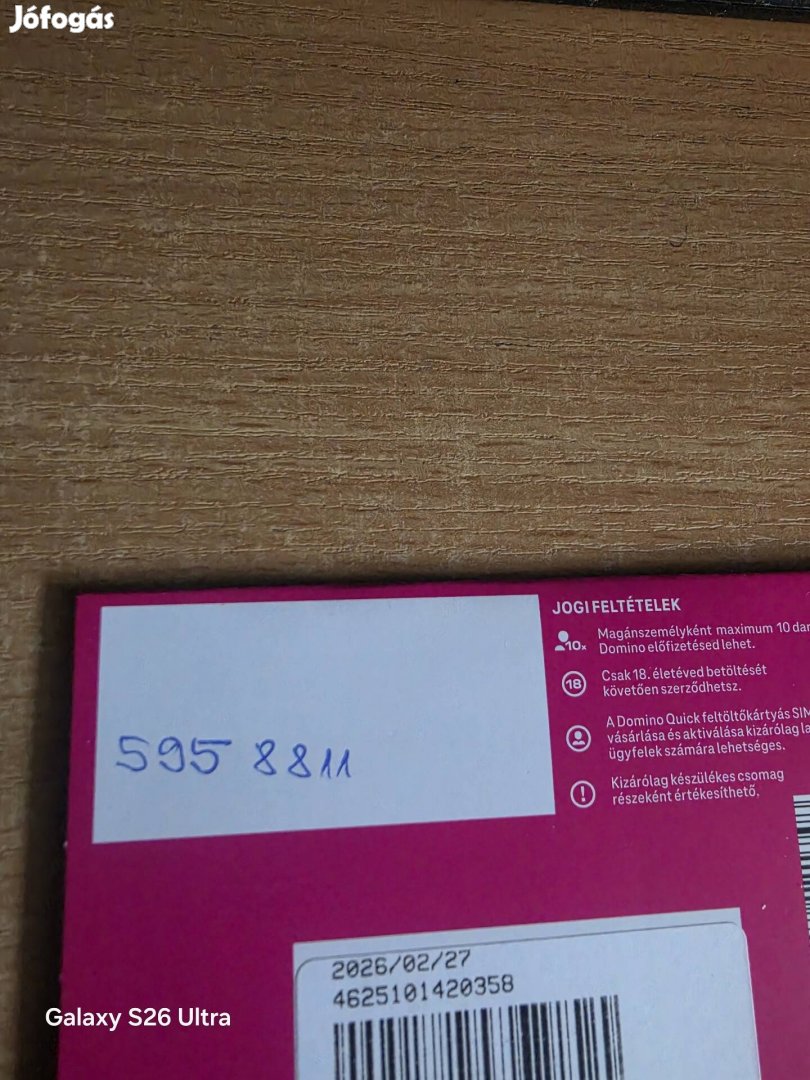 Jófogás
JOGI FELTÉTELEK
10x
Magánszemélyként maximum 10
Domino előfizetésed lehet.
18
Csak 18. életéved betöltését
követően szerződhetsz.
A Domino Quick feltöltőkártyás SIM
vásárlása és aktiválása kizárólag
ügyfelek számára lehetséges.
Kizárólag készülékes csomag
részeként értékesíthető.
595 8811
2026/02/27
4625101420358
Galaxy S26 Ultra